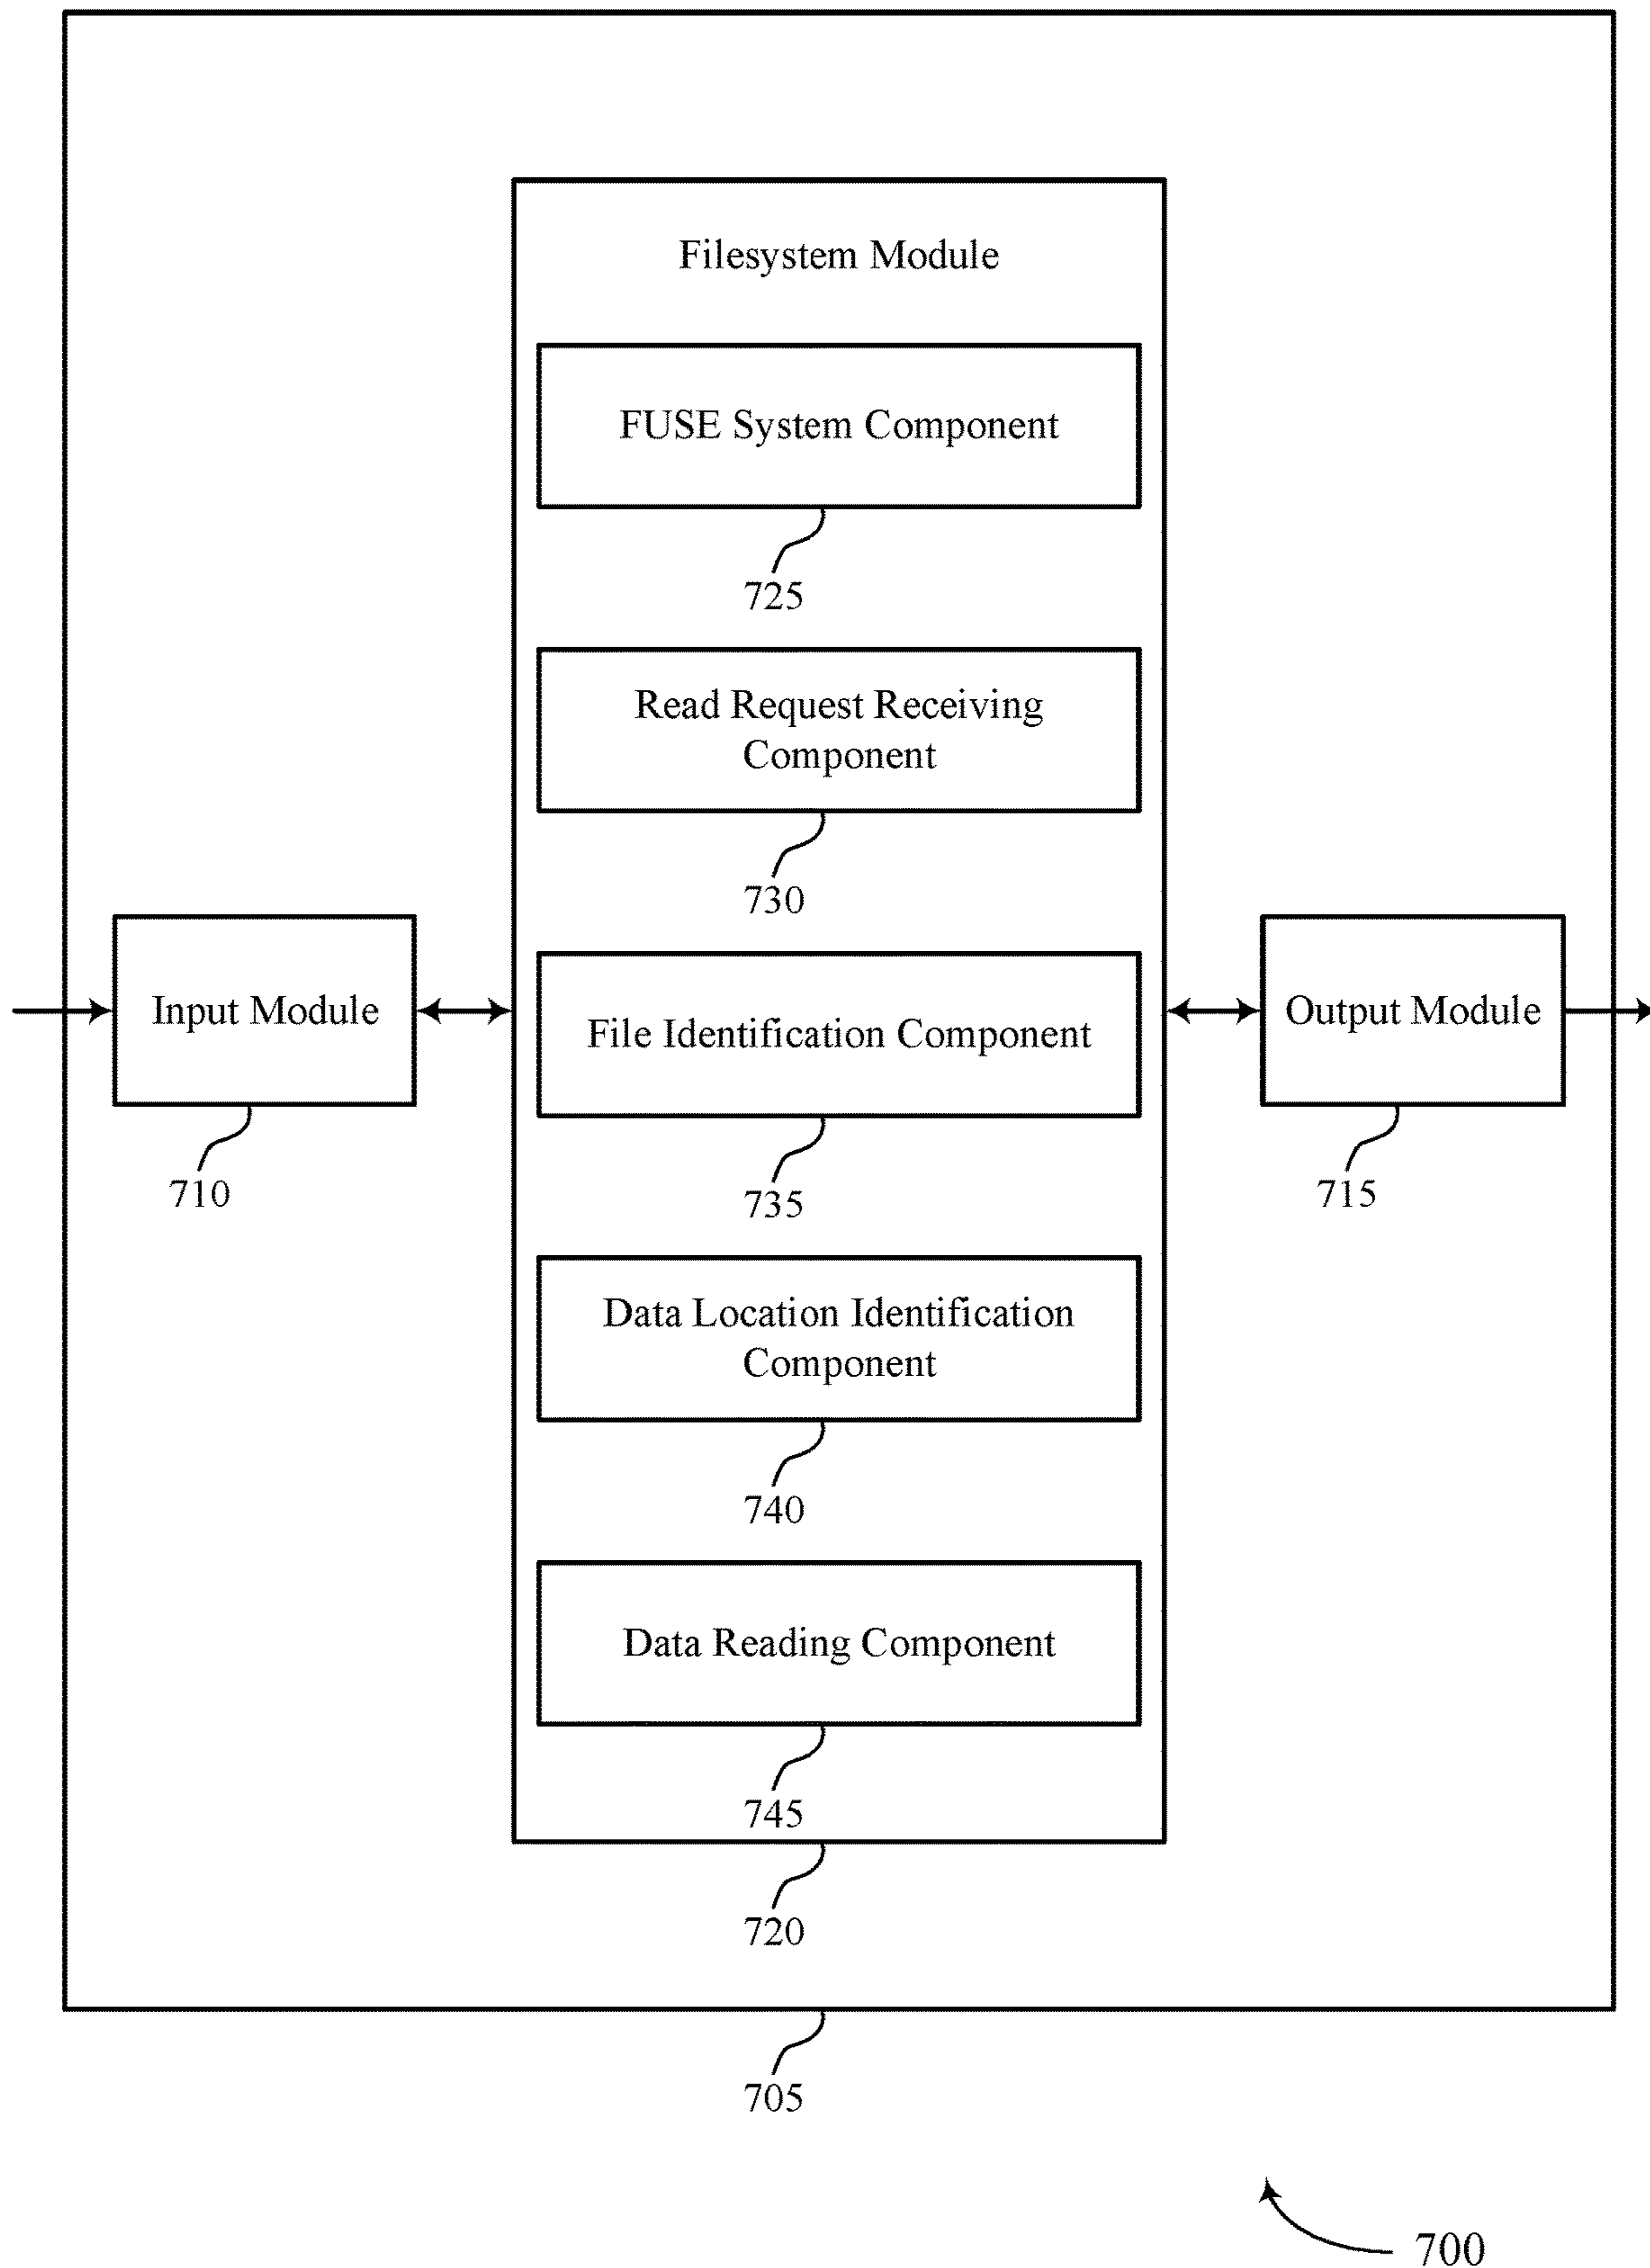 Filesystem Module
FUSE System Component
725
Read Request Receiving
Component
730
Input Module
710
File Identification Component
735
Output Module
715
Data Location Identification
Component
740
Data Reading Component
745
720
705
700